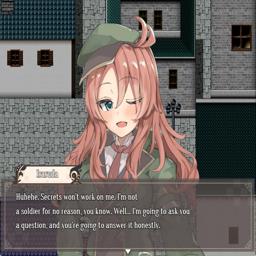 Iruruda
Huhehe. Secrets won't work on me. I'm not
a soldier for no reason, you know. Well... I'm going to ask you
a question, and you're going to answer it honestly.